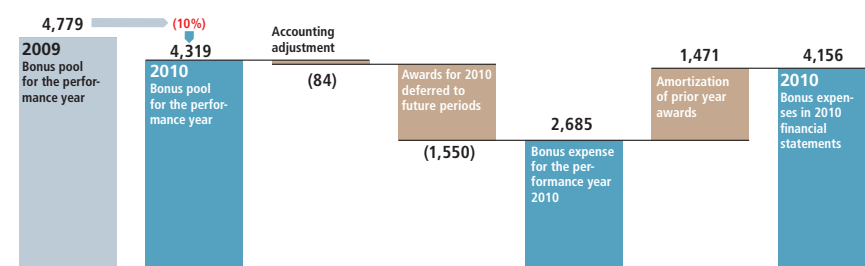 4,779
(10%)
2009
Bonus pool
for the perfor-
mance year
4,319
2010
Bonus pool
for the perfor-
mance year
Accounting
adjustment
(84)
Awards for 2010
deferred to
future periods
(1,550)
2,685
Bonus expense
for the per-
formance year
2010
1,471
Amortization
of prior year
awards
4,156
2010
Bonus expen-
ses in 2010
financial
statements